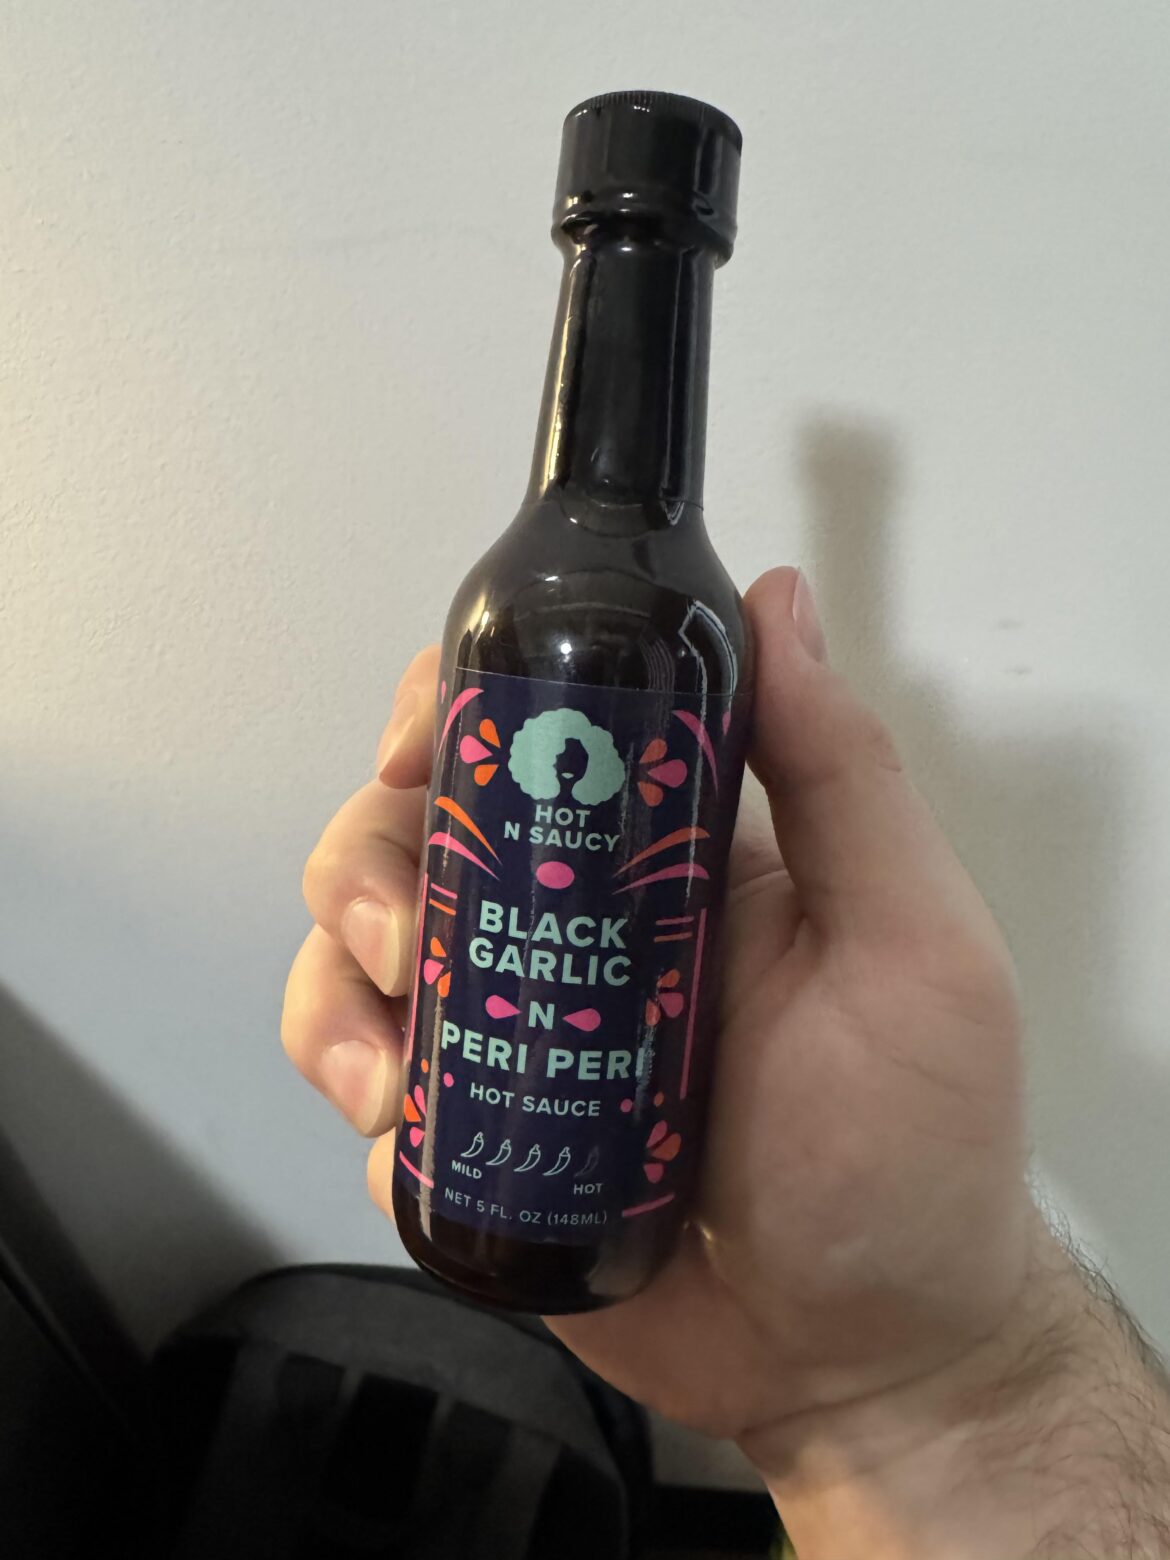 HOT
N SAUCY
BLACK
GARLIC
N
PERI PERI
HOT SAUCE
MILD
HOT
NET 5 FL. OZ (148ML)